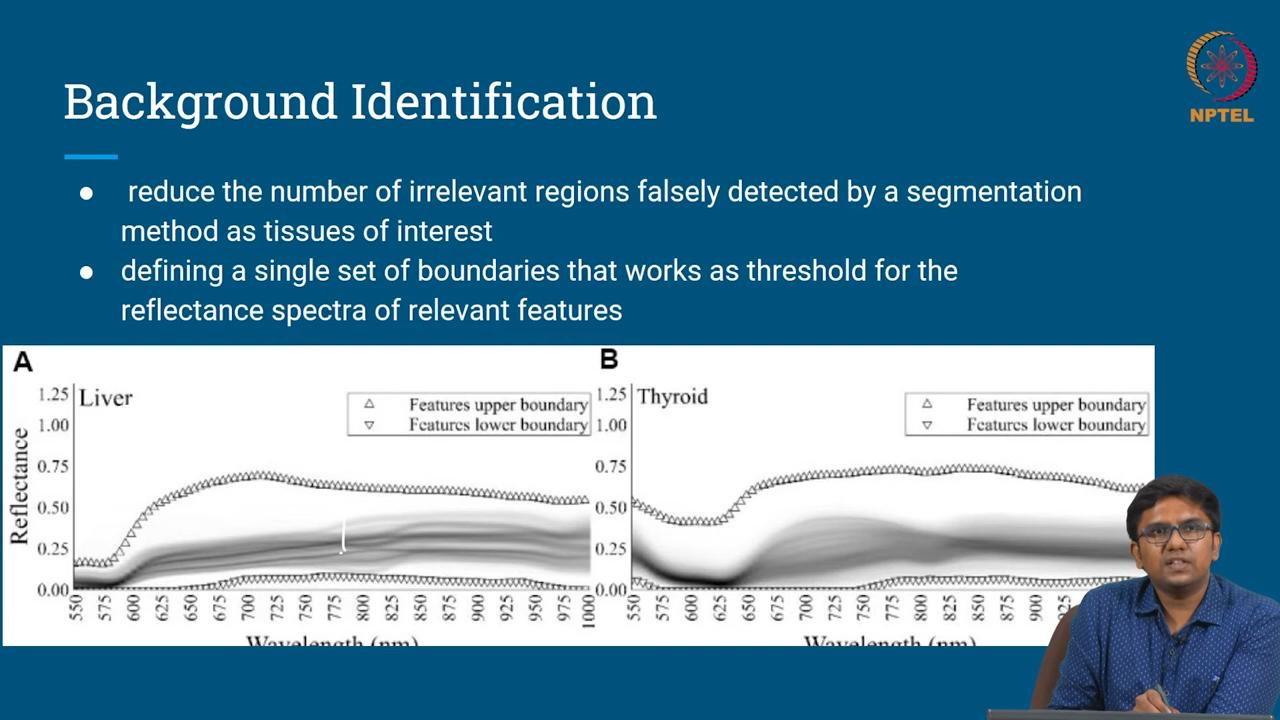 Background Identification
NPTEL
● reduce the number of irrelevant regions falsely detected by a segmentation
method as tissues of interest
● defining a single set of boundaries that works as threshold for the
reflectance spectra of relevant features
A
Liver
Features upper boundary
Features lower boundary
Reflectance
1.25
1.00
0.75
0.50
0.25
0.00
550 575 600 625 650 675 700 725 750 775 800 825 850 875 900 925 950 975 1000
Wavelength (nm)
B
Thyroid
Features upper boundary
Features lower boundary
1.25
1.00
0.75
0.50
0.25
0.00
550 575 600 625 650 675 700 725 750 775 800 825 850 875 900 925
Wavelength (nm)